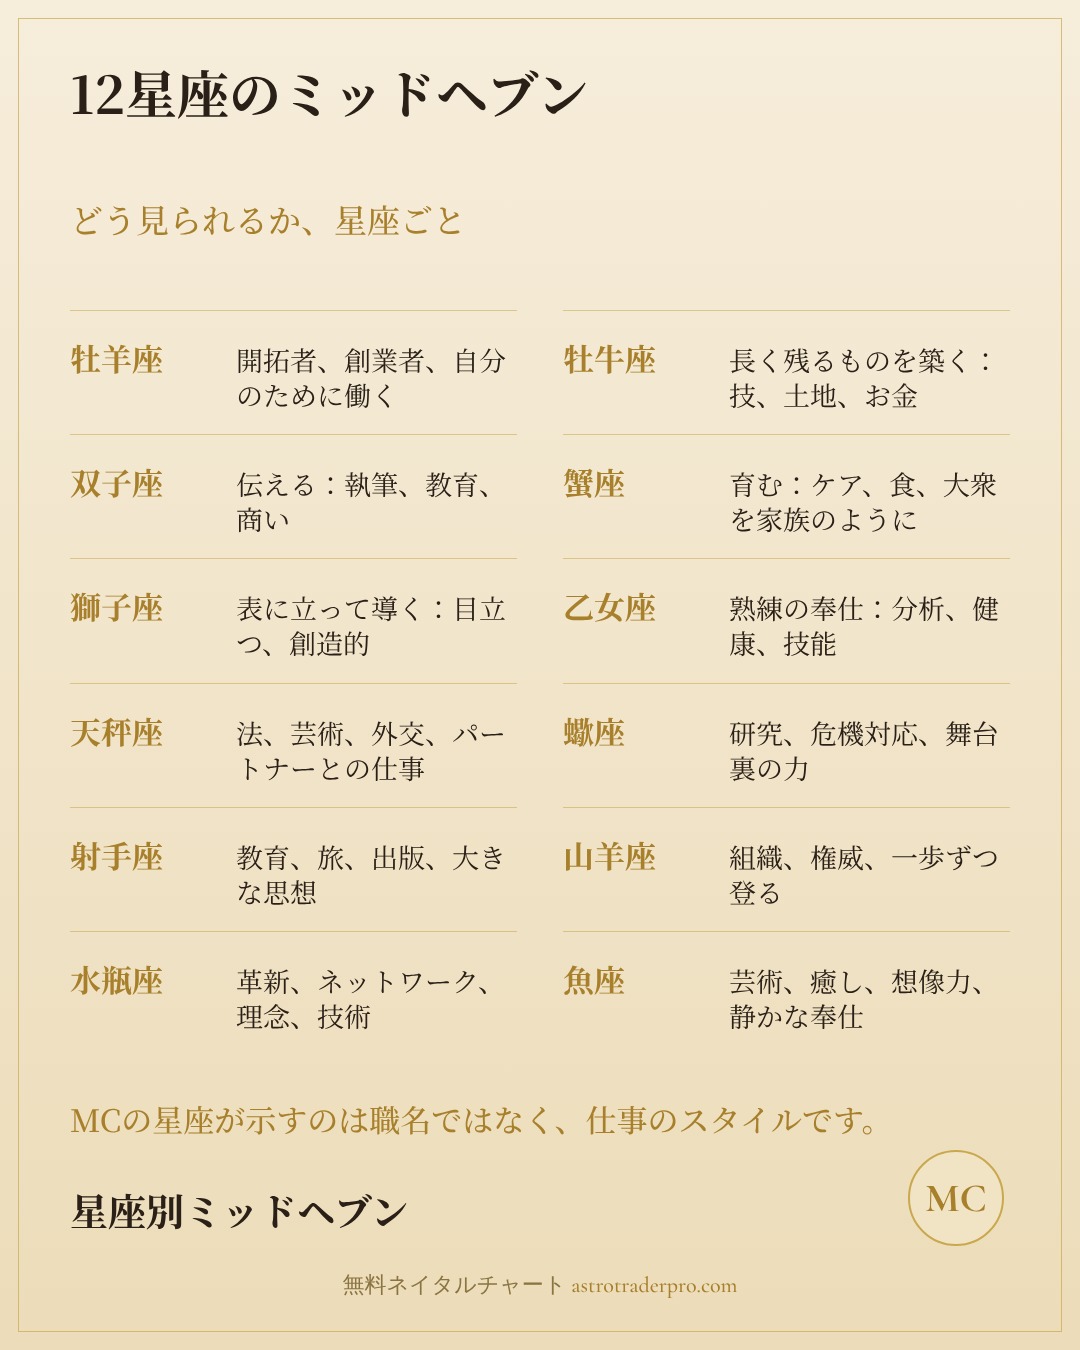 12星座のミッドヘブン
どう見られるか、星座ごと
牡羊座
開拓者、創業者、自分
のために働く
牡牛座
長く残るものを築く：
技、土地、お金
双子座
伝える：執筆、教育、
商い
蟹座
育む：ケア、食、大衆
を家族のように
獅子座
表に立って導く：目立
つ、創造的
乙女座
熟練の奉仕：分析、健
康、技能
天秤座
法、芸術、外交、パー
トナーとの仕事
蠍座
研究、危機対応、舞台
裏の力
射手座
教育、旅、出版、大き
な思想
山羊座
組織、権威、一歩ずつ
登る
水瓶座
革新、ネットワーク、
理念、技術
魚座
芸術、癒し、想像力、
静かな奉仕
MCの星座が示すのは職名ではなく、仕事のスタイルです。
MC
星座別ミッドヘブン
無料ネイタルチャート astrotraderpro.com